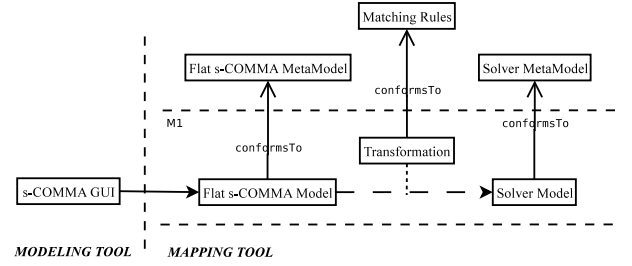 Matching Rules
Flat s-COMMA MetaModel
Solver MetaModel
conformsTo
M1
conformsTo
conformsTo
Transformation
s-COMMA GUI
Flat s-COMMA Model
Solver Model
MODELING TOOL
MAPPING TOOL